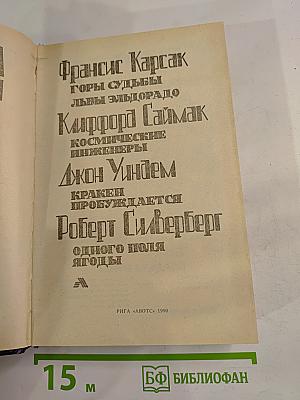 Франсис Карсак
ГОРЫ СУДЬБЫ
ЛЬВЫ ЭЛЬДОРАДО
Клиффорд Саймак
КОСМИЧЕСКИЕ
ИНЖЕНЕРЫ
Джон Уиндем
КРАКЕН
ПРОБУЖДАЕТСЯ
Роберт Силверберг
ОДНОГО ПОЛЯ
ЯГОДЫ
РИГА «АВОТС» 1990
15 м
БФ БИБЛИОФАН